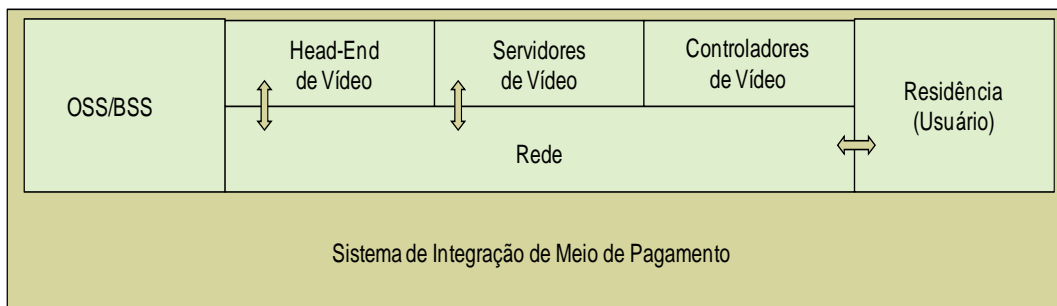 OSS/BSS
Head-End
de Vídeo
Servidores
de Vídeo
Controladores
de Vídeo
Residência
(Usuário)
Rede
Sistema de Integração de Meio de Pagamento